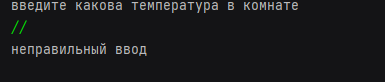 введите какова температура в комнате
//
неправильный ввод